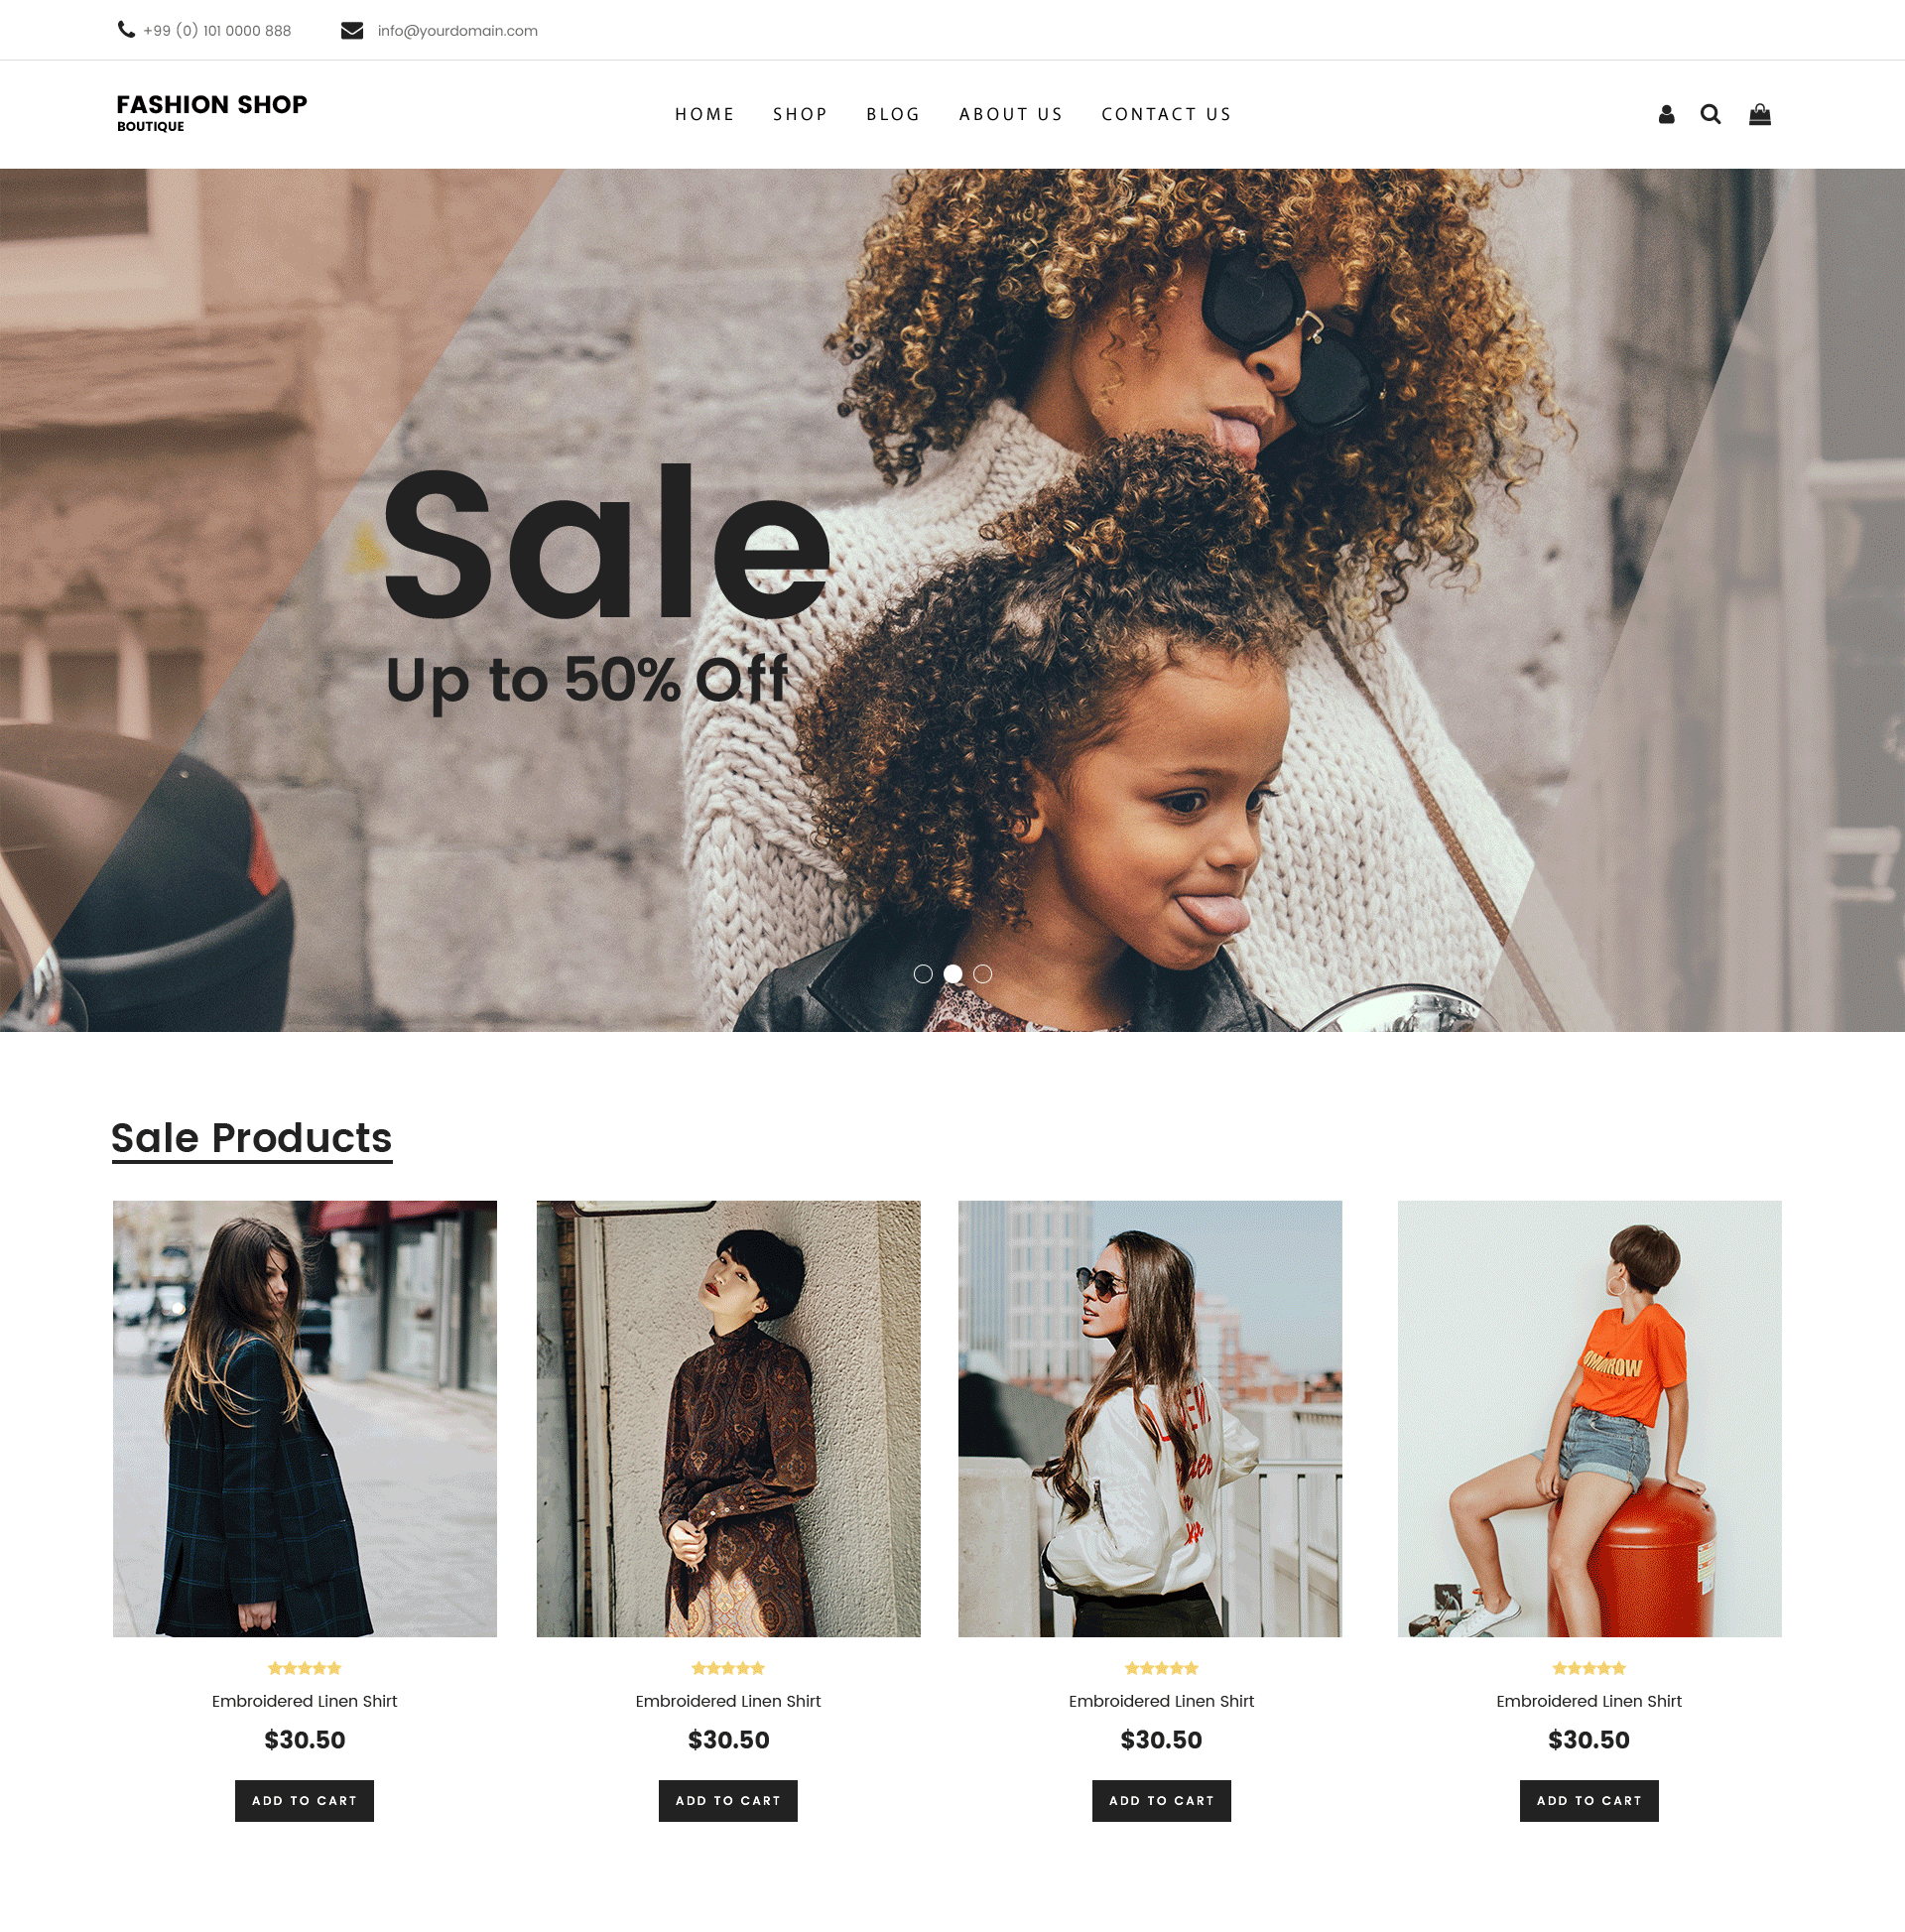 +99 (0) 101 0000 888
info@yourdomain.com
FASHION SHOP
BOUTIQUE
HOME
SHOP
BLOG
ABOUT US
CONTACT US
Sale
Up to 50% Off
Sale Products
Embroidered Linen Shirt
$30.50
ADD TO CART
Embroidered Linen Shirt
$30.50
ADD TO CART
Embroidered Linen Shirt
$30.50
ADD TO CART
Embroidered Linen Shirt
$30.50
ADD TO CART